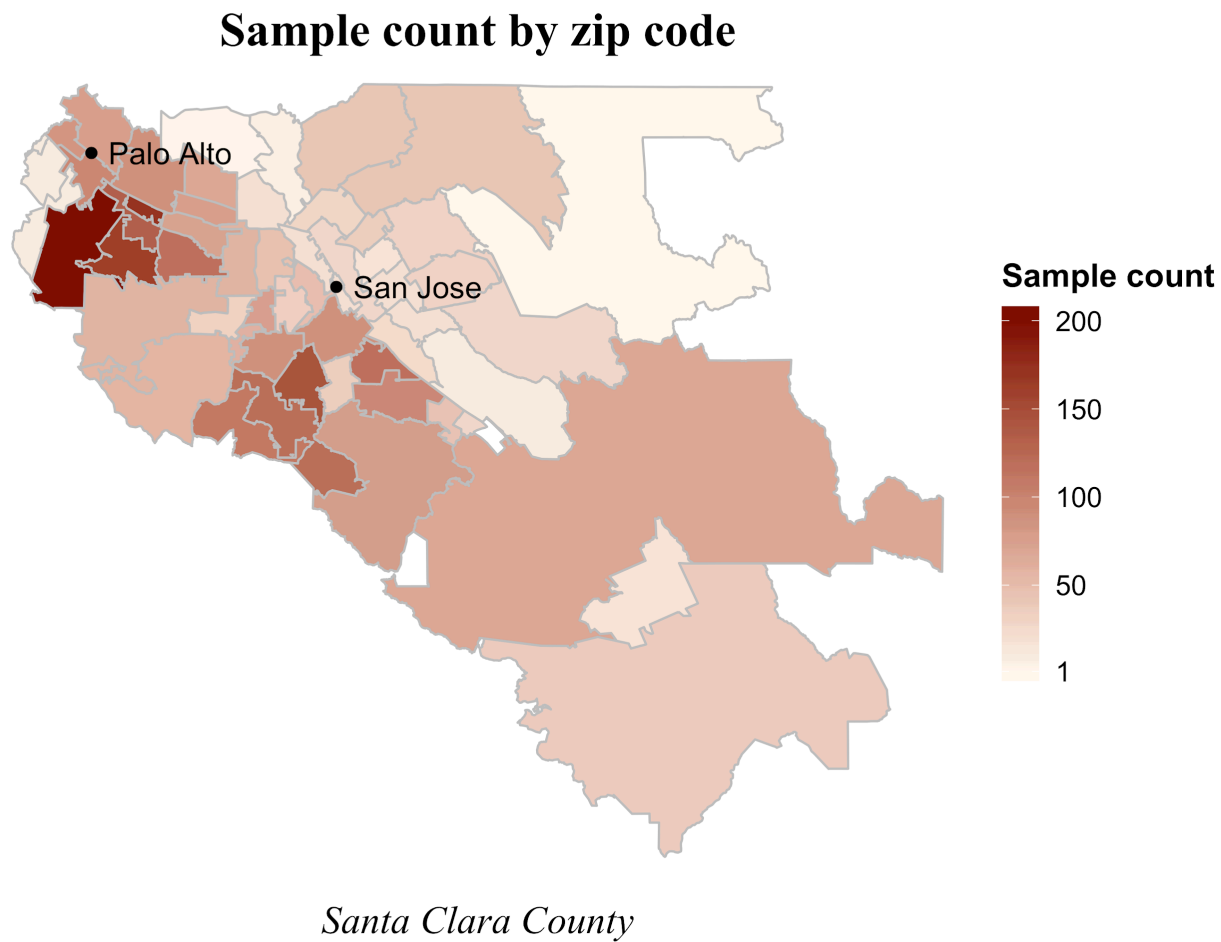 Sample count by zip code
Palo Alto
San Jose
Sample count
200
150
100
50
1
Santa Clara County